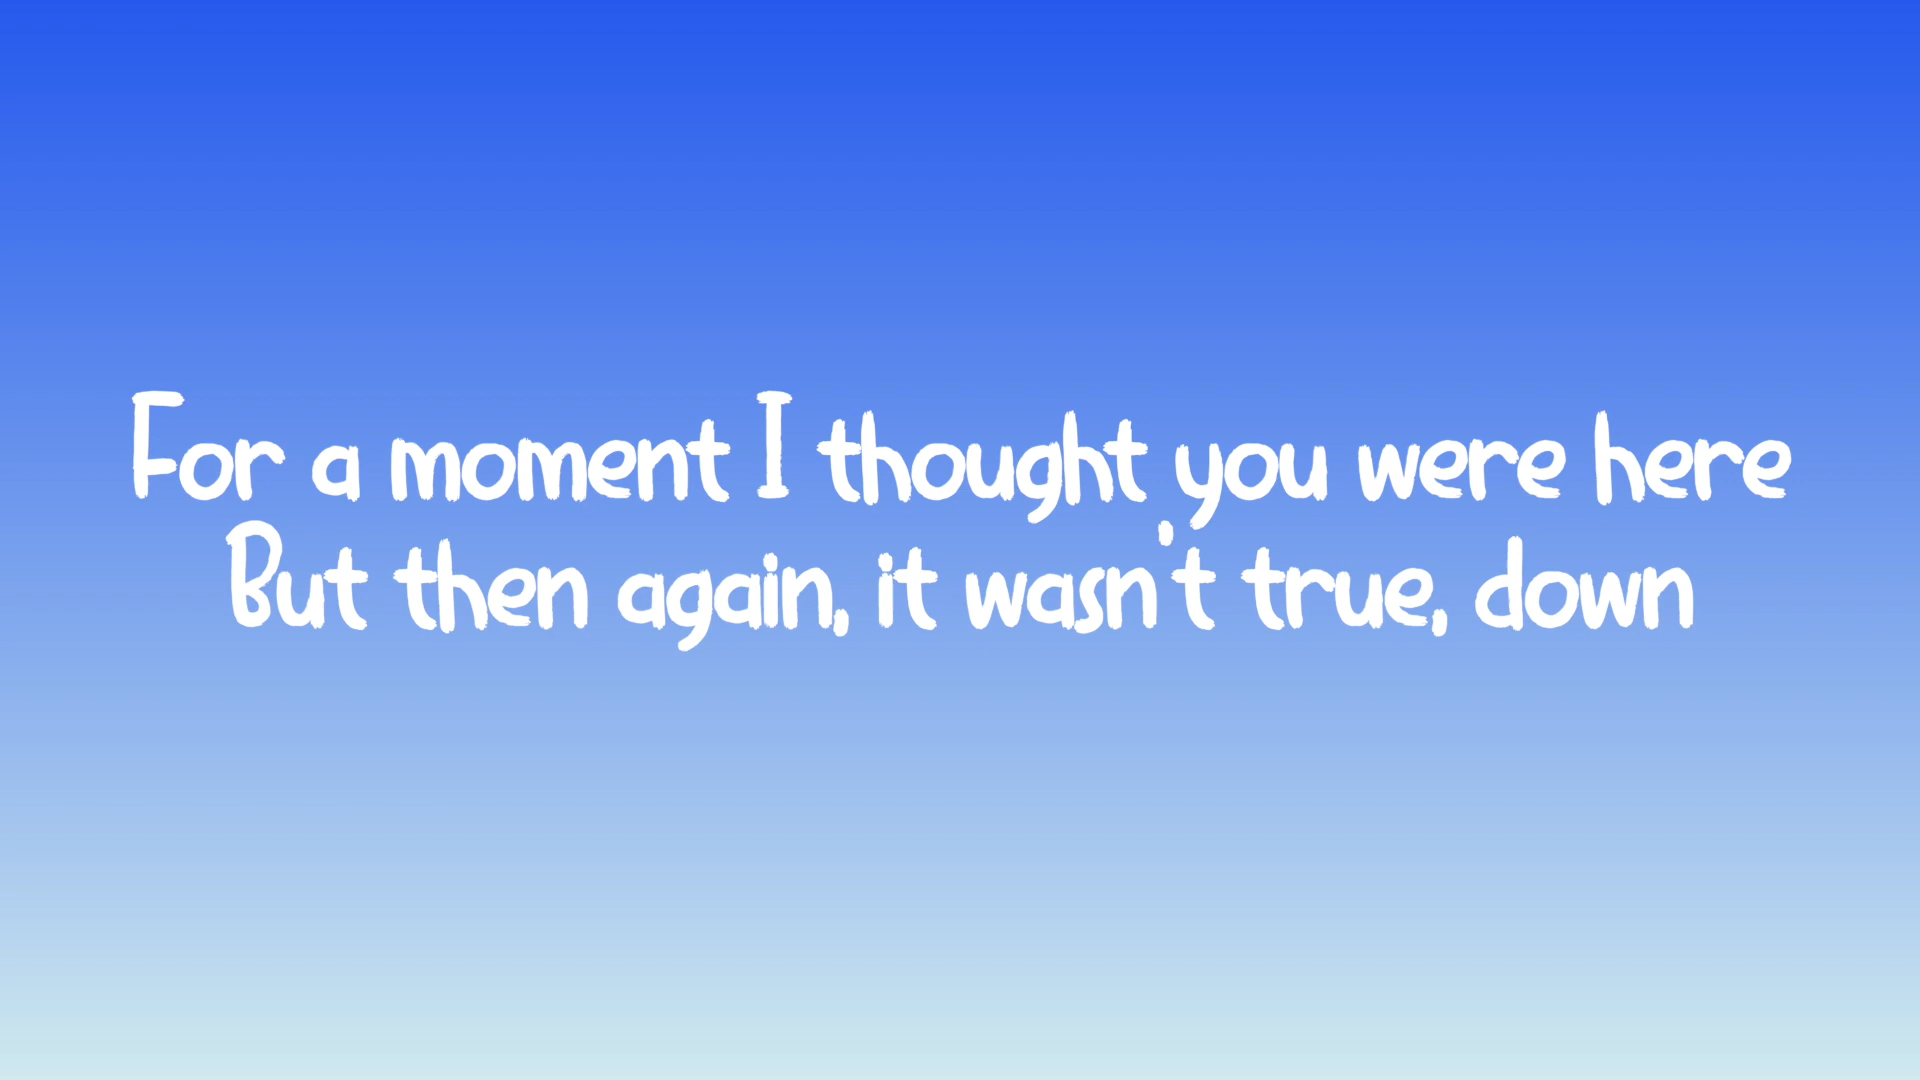 For a moment I thought you were here
But then again, it wasn't true, down